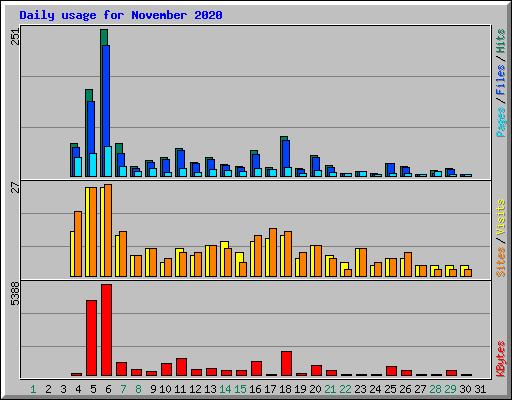 Daily usage for November 2020
251
Pages / Files / Hits
27
Sites / Visits
5388
KBytes
1 2 3 4 5 6 7 8 9 10 11 12 13 14 15 16 17 18 19 20 21 22 23 24 25 26 27 28 29 30 31